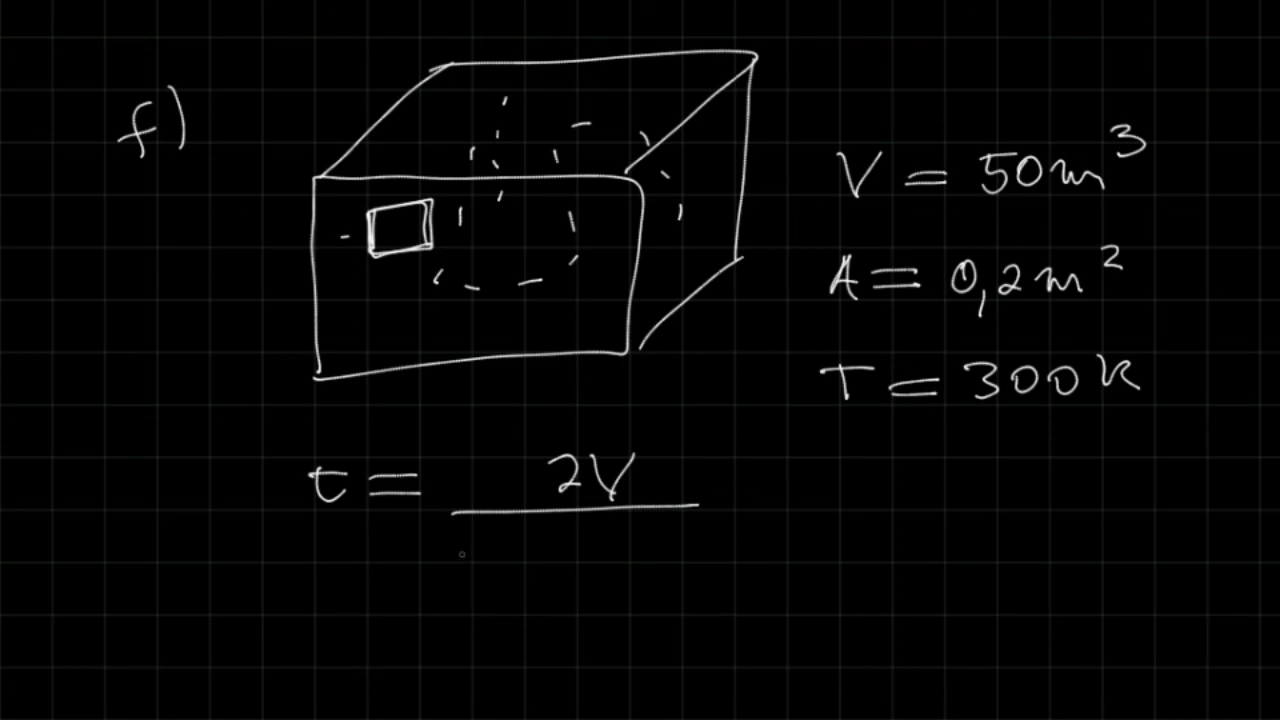 f)
V = 50m³
A = 0,2m²
T = 300K
t = 2V